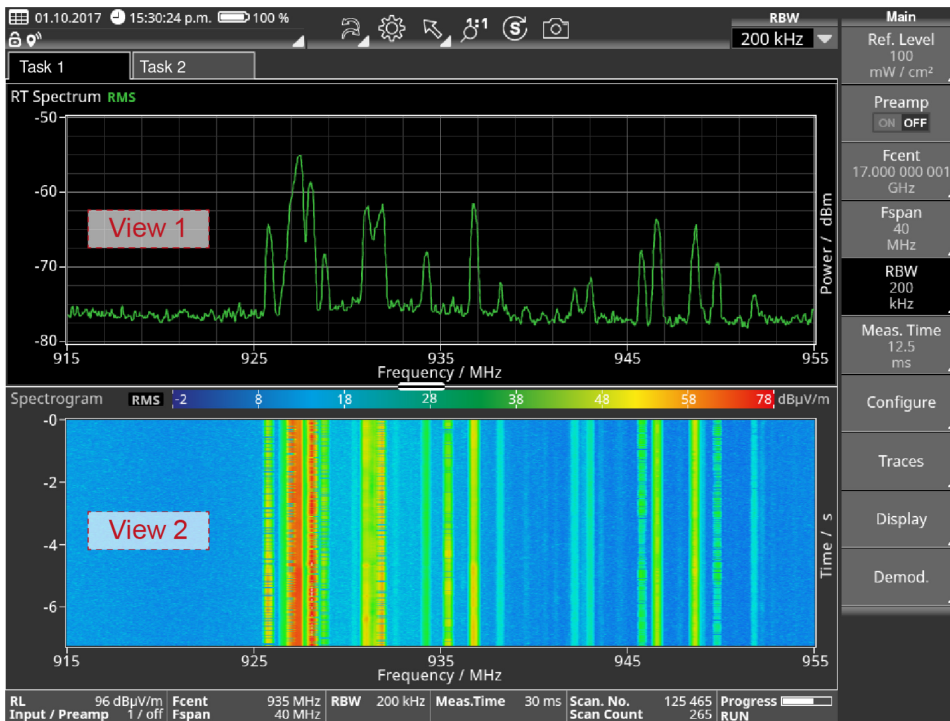 01.10.2017 15:30:24 p.m. 100 %
1:1 S
RBW
200 kHz
Task 1 Task 2
RT Spectrum RMS
-50
-60
-70
-80
View 1
Power / dBm
915 925 935 945 955
Frequency / MHz
Spectrogram RMS -2 8 18 28 38 48 58 78 dBµV/m
-0
-2
-4
-6
View 2
Time / s
915 925 935 945 955
Frequency / MHz
RL 96 dBµV/m Fcent 935 MHz RBW 200 kHz Meas.Time 30 ms Scan. No. 125 465 Progress
Input / Preamp 1 / off Fspan 40 MHz Scan Count 265 RUN
Main
Ref. Level
100
mW / cm²
Preamp
ON OFF
Fcent
17.000 000 001
GHz
Fspan
40
MHz
RBW
200
kHz
Meas. Time
12.5
ms
Configure
Traces
Display
Demod.